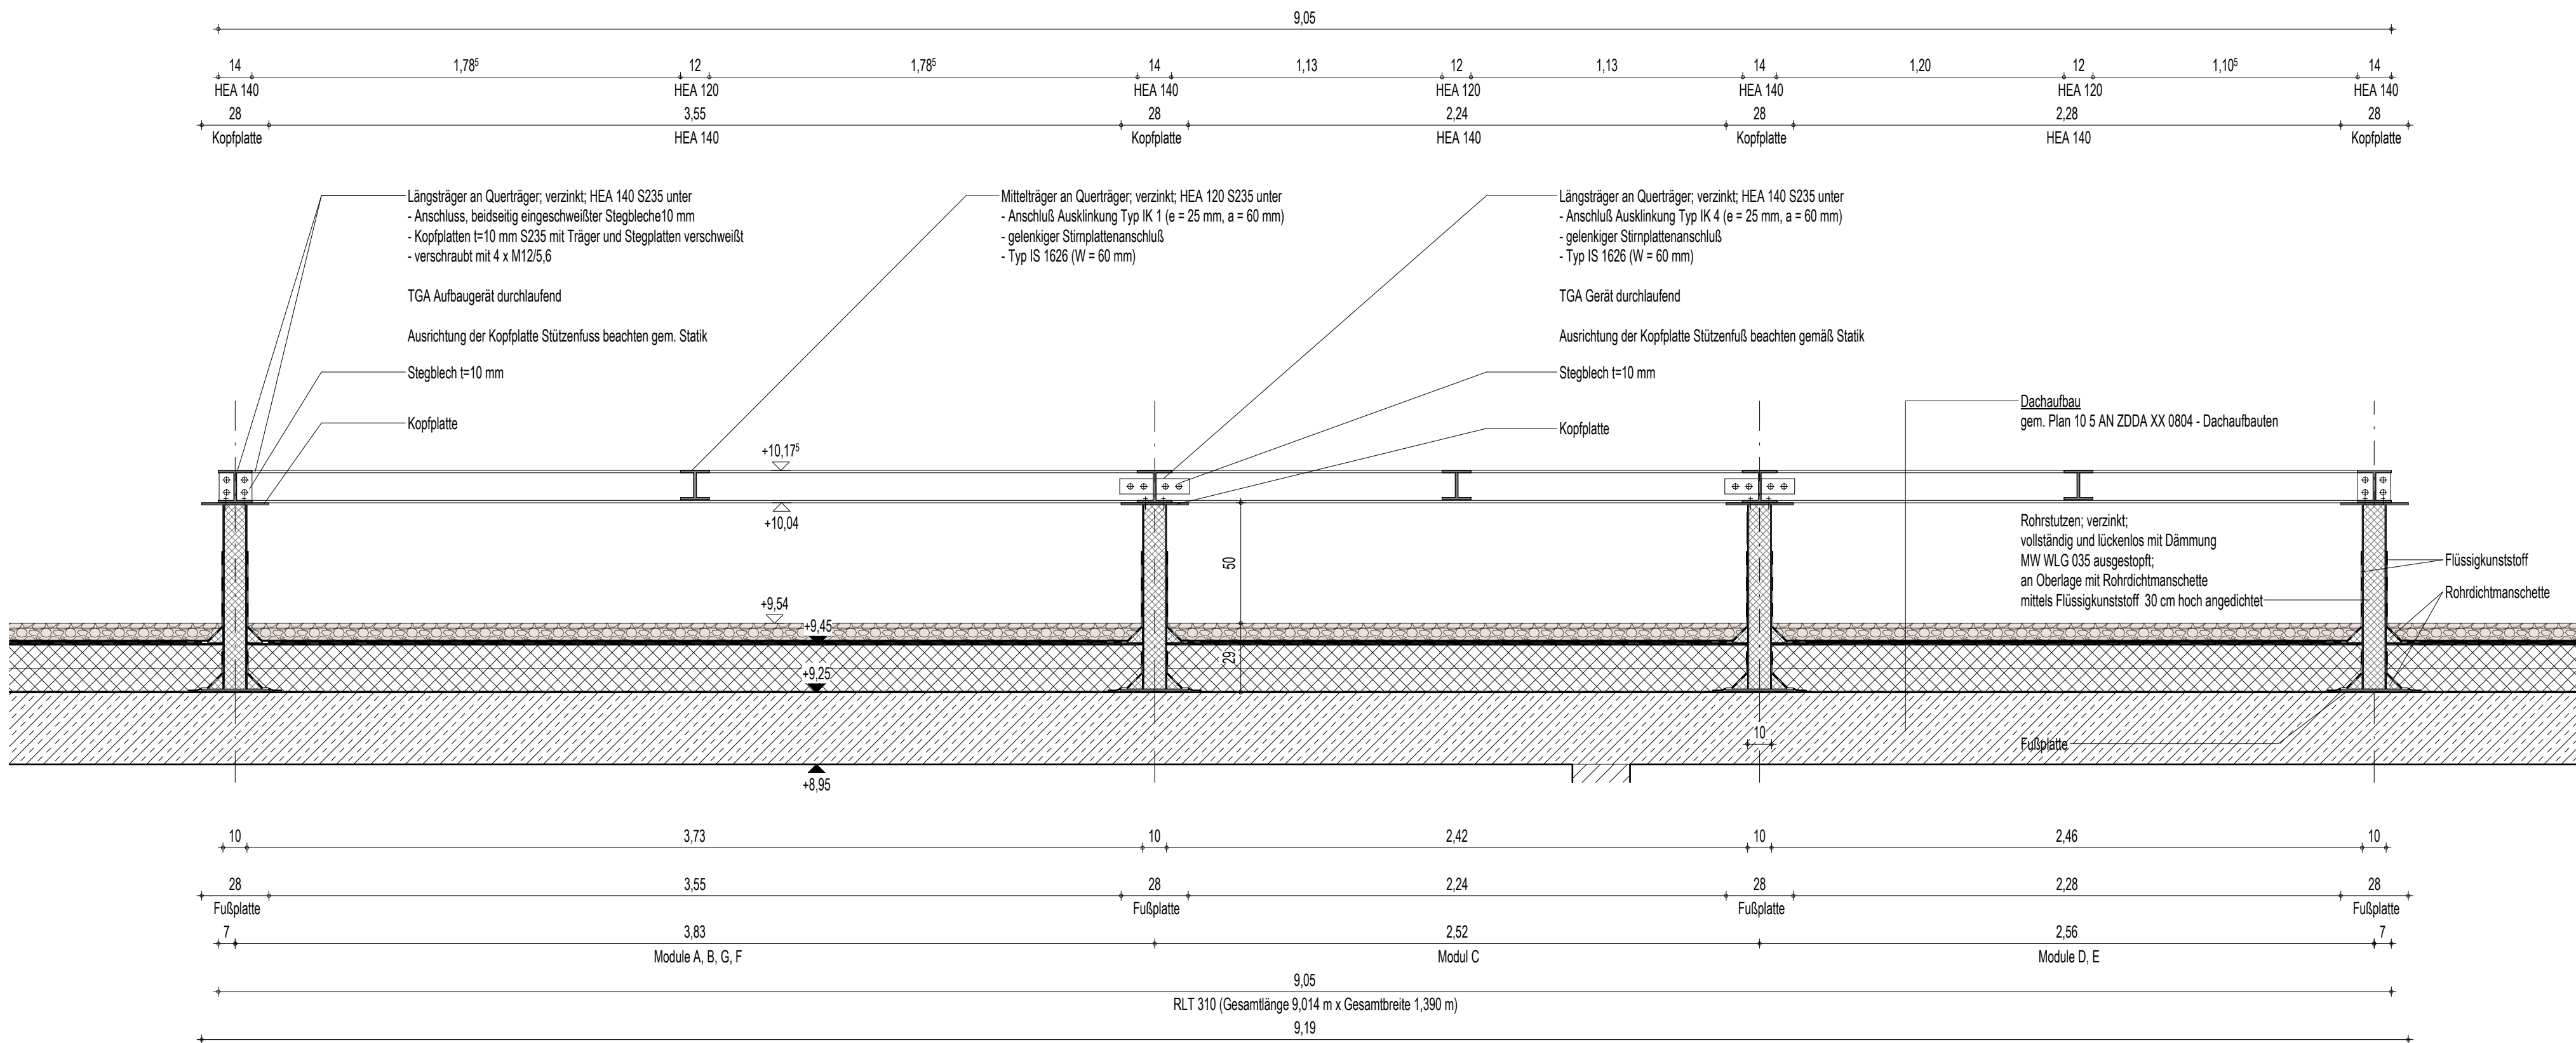 9,05
14 1,78⁵ 12 1,78⁵ 14 1,13 12 1,13 14 1,20 12 1,10⁵ 14
HEA 140 HEA 120 HEA 140 HEA 120 HEA 140 HEA 120 HEA 140
28 3,55 28 2,24 28 2,28 28
Kopfplatte HEA 140 Kopfplatte HEA 140 Kopfplatte HEA 140 Kopfplatte
Längsträger an Querträger; verzinkt; HEA 140 S235 unter
- Anschluss, beidseitig eingeschweißter Stegbleche10 mm
- Kopfplatten t=10 mm S235 mit Träger und Stegplatten verschweißt
- verschraubt mit 4 x M12/5,6
TGA Aufbaugerät durchlaufend
Ausrichtung der Kopfplatte Stützenfuss beachten gem. Statik
Stegblech t=10 mm
Kopfplatte
Mittelträger an Querträger; verzinkt; HEA 120 S235 unter
- Anschluß Ausklinkung Typ IK 1 (e = 25 mm, a = 60 mm)
- gelenkiger Stirnplattenanschluß
- Typ IS 1626 (W = 60 mm)
Längsträger an Querträger; verzinkt; HEA 140 S235 unter
- Anschluß Ausklinkung Typ IK 4 (e = 25 mm, a = 60 mm)
- gelenkiger Stirnplattenanschluß
- Typ IS 1626 (W = 60 mm)
TGA Gerät durchlaufend
Ausrichtung der Kopfplatte Stützenfuß beachten gemäß Statik
Stegblech t=10 mm
Kopfplatte
Dachaufbau
gem. Plan 10 5 AN ZDDA XX 0804 - Dachaufbauten
+10,17⁵
+10,04
50
+9,54
+9,45
29
+9,25
+8,95
10
Rohrstutzen; verzinkt;
vollständig und lückenlos mit Dämmung
MW WLG 035 ausgestopft;
an Oberlage mit Rohrdichtmanschette
mittels Flüssigkunststoff 30 cm hoch angedichtet
Flüssigkunststoff
Rohrdichtmanschette
Fußplatte
10 3,73 10 2,42 10 2,46 10
28 3,55 28 2,24 28 2,28 28
Fußplatte Fußplatte Fußplatte Fußplatte
7 3,83 2,52 2,56 7
Module A, B, G, F Modul C Module D, E
9,05
RLT 310 (Gesamtlänge 9,014 m x Gesamtbreite 1,390 m)
9,19